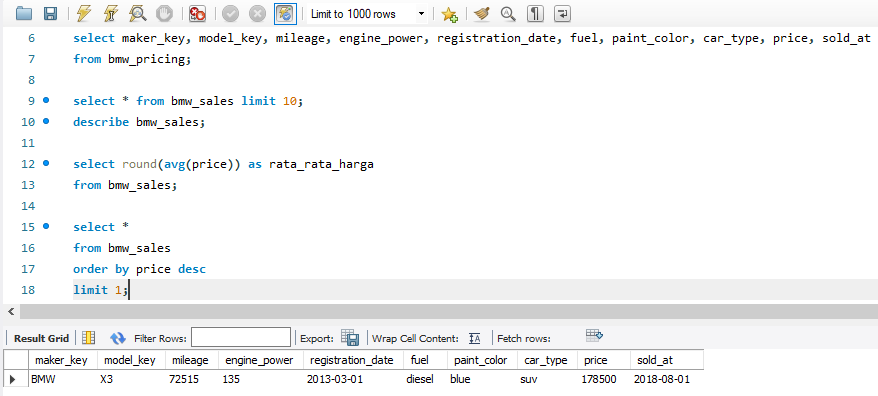 Limit to 1000 rows
6 select maker_key, model_key, mileage, engine_power, registration_date, fuel, paint_color, car_type, price, sold_at
7 from bmw_pricing;
8
9 select * from bmw_sales limit 10;
10 describe bmw_sales;
11
12 select round(avg(price)) as rata_rata_harga
13 from bmw_sales;
14
15 select *
16 from bmw_sales
17 order by price desc
18 limit 1;
Result Grid Filter Rows: Export: Wrap Cell Content: IA Fetch rows:
maker_key model_key mileage engine_power registration_date fuel paint_color car_type price sold_at
BMW X3 72515 135 2013-03-01 diesel blue suv 178500 2018-08-01